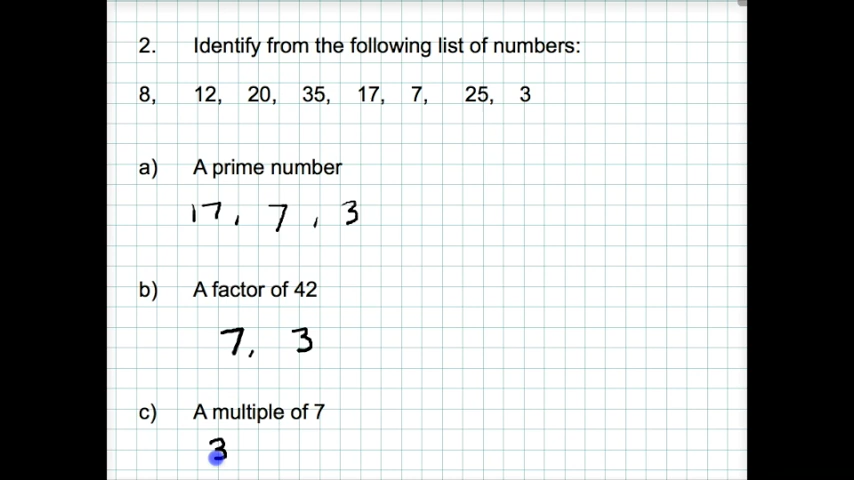 2. Identify from the following list of numbers:
8, 12, 20, 35, 17, 7, 25, 3
a) A prime number
17, 7, 3
b) A factor of 42
7, 3
c) A multiple of 7
3